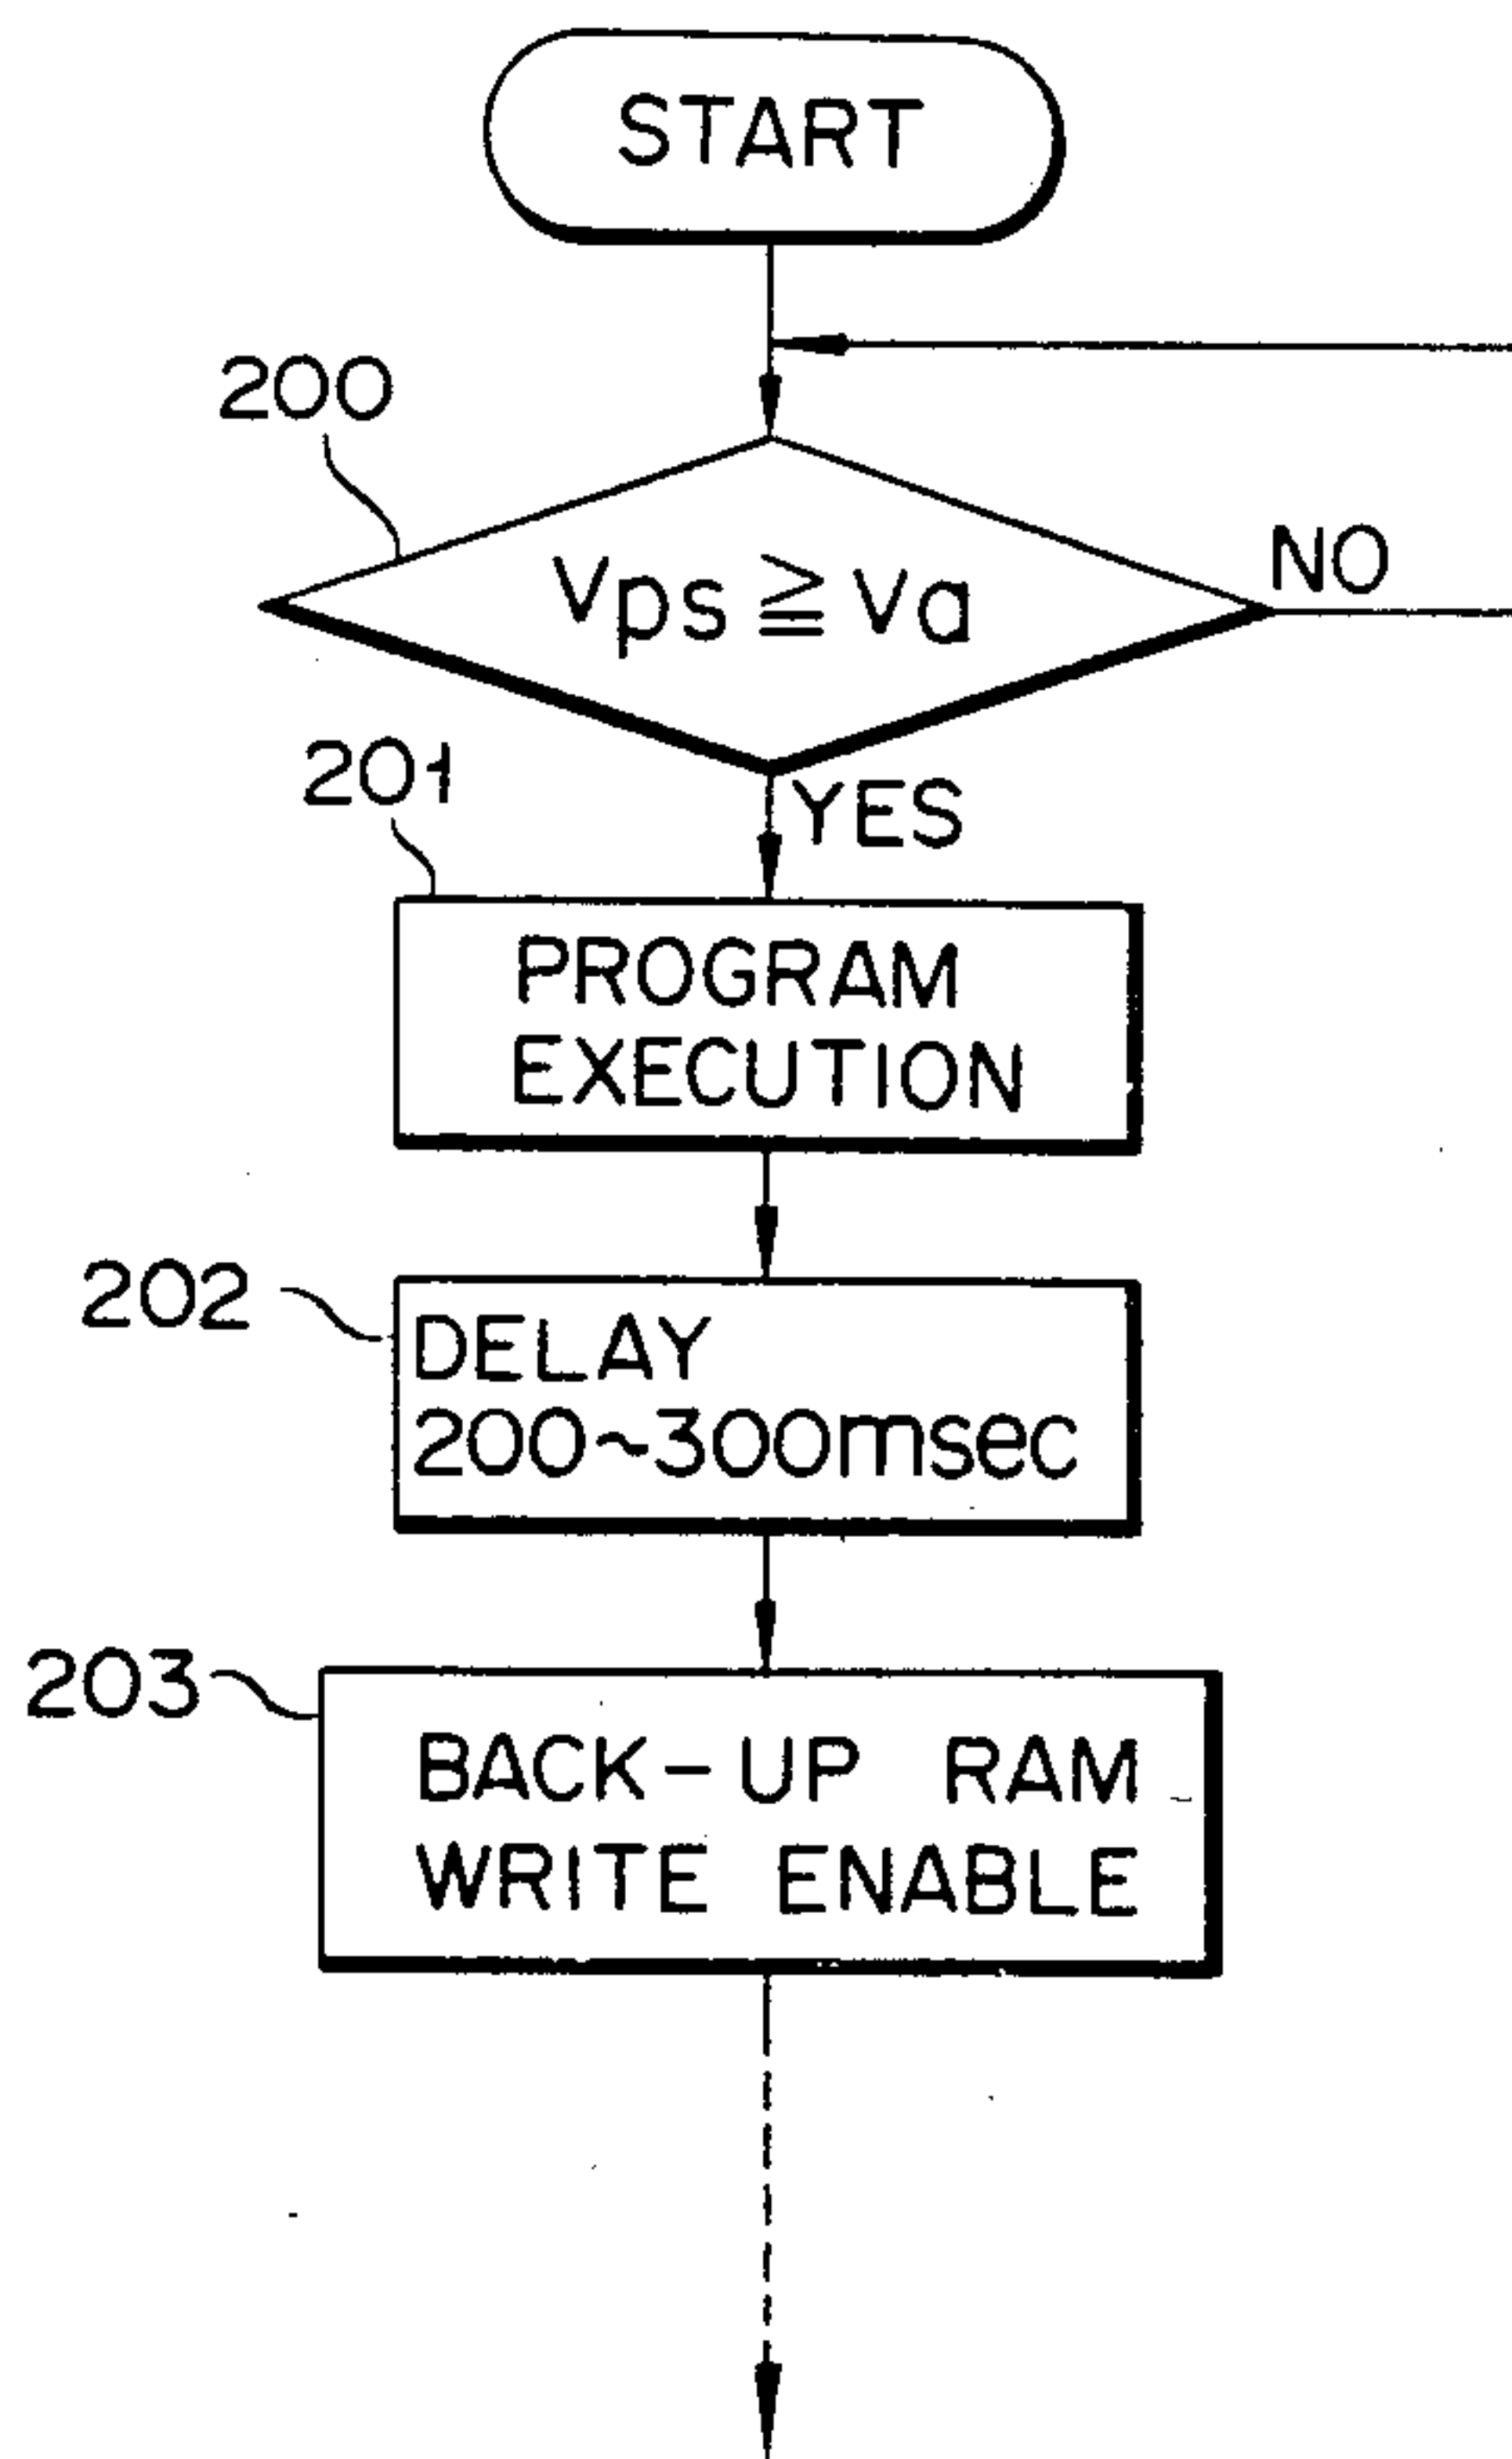 START
200
Vps ≧ Va
NO
201
YES
PROGRAM
EXECUTION
202
DELAY
200~300msec
203
BACK-UP RAM
WRITE ENABLE